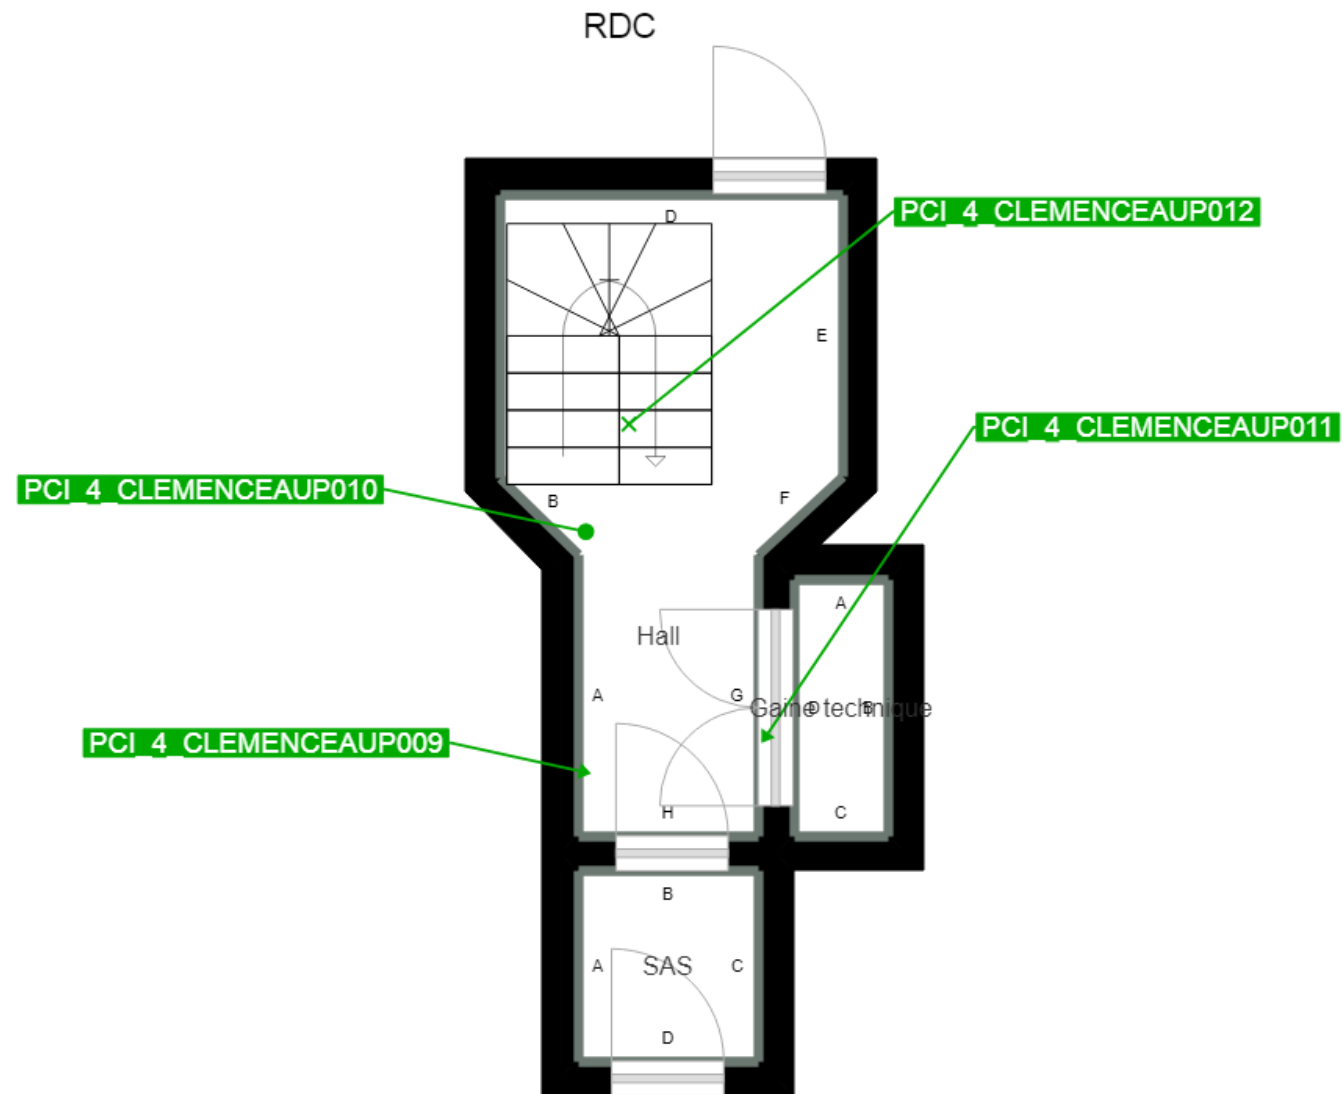 RDC
D
PCI_4_CLEMENCEAUP012
E
PCI_4_CLEMENCEAUP011
PCI_4_CLEMENCEAUP010
B
F
A
Hall
A
G
Gaine technique
D
B
PCI_4_CLEMENCEAUP009
H
C
B
A
SAS
C
D